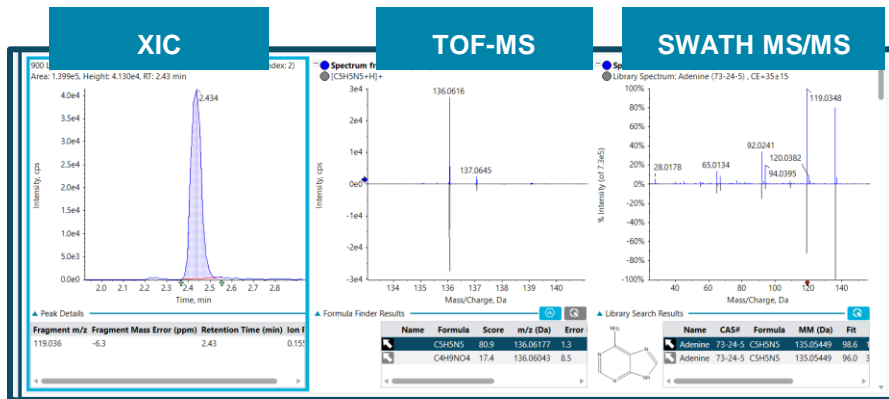 XIC
TOF-MS
SWATH MS/MS
900 L
ndex: 2)
Area: 1.399e5, Height: 4.130e4, RT: 2.43 min
2.434
4.0e4
3.5e4
3.0e4
2.5e4
2.0e4
1.5e4
1.0e4
5.0e3
0.0e0
Intensity, cps
2.0 2.1 2.2 2.3 2.4 2.5 2.6 2.7 2.8
Time, min
Peak Details
Fragment m/z Fragment Mass Error (ppm) Retention Time (min) Ion R
119.036 -6.3 2.43 0.155
Spectrum fr
[C5H5N5+H]+
136.0616
137.0645
3e4
2e4
1e4
0e0
-1e4
-2e4
-3e4
Intensity, cps
134 135 136 137 138 139 140
Mass/Charge, Da
Formula Finder Results
Name Formula Score m/z (Da) Error
C5H5N5 80.9 136.06177 1.3
C4H9NO4 17.4 136.06043 8.5
Sp
Library Spectrum: Adenine (73-24-5) , CE=35±15
100%
80%
60%
40%
20%
0%
-20%
-40%
-60%
-80%
-100%
% Intensity (of 7.3e5)
119.0348
92.0241
120.0382
94.0395
65.0134
28.0178
40 60 80 100 120 140
Mass/Charge, Da
Library Search Results
Name CAS# Formula MM (Da) Fit
Adenine 73-24-5 C5H5N5 135.05449 98.6 1
Adenine 73-24-5 C5H5N5 135.05449 96.0 3
NH₂
N
N
N
NH